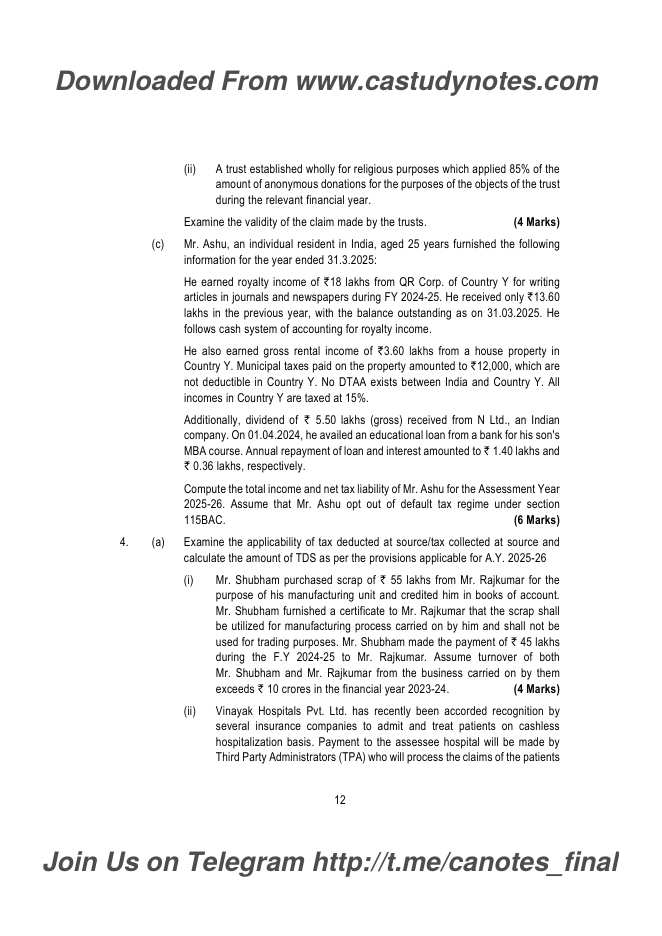 Downloaded From www.castudynotes.com
(ii) A trust established wholly for religious purposes which applied 85% of the
amount of anonymous donations for the purposes of the objects of the trust
during the relevant financial year.
Examine the validity of the claim made by the trusts. (4 Marks)
(c) Mr. Ashu, an individual resident in India, aged 25 years furnished the following
information for the year ended 31.3.2025:
He earned royalty income of ₹18 lakhs from QR Corp. of Country Y for writing
articles in journals and newspapers during FY 2024-25. He received only ₹13.60
lakhs in the previous year, with the balance outstanding as on 31.03.2025. He
follows cash system of accounting for royalty income.
He also earned gross rental income of ₹3.60 lakhs from a house property in
Country Y. Municipal taxes paid on the property amounted to ₹12,000, which are
not deductible in Country Y. No DTAA exists between India and Country Y. All
incomes in Country Y are taxed at 15%.
Additionally, dividend of ₹ 5.50 lakhs (gross) received from N Ltd., an Indian
company. On 01.04.2024, he availed an educational loan from a bank for his son's
MBA course. Annual repayment of loan and interest amounted to ₹ 1.40 lakhs and
₹ 0.36 lakhs, respectively.
Compute the total income and net tax liability of Mr. Ashu for the Assessment Year
2025-26. Assume that Mr. Ashu opt out of default tax regime under section
115BAC. (6 Marks)
4. (a) Examine the applicability of tax deducted at source/tax collected at source and
calculate the amount of TDS as per the provisions applicable for A.Y. 2025-26
(i) Mr. Shubham purchased scrap of ₹ 55 lakhs from Mr. Rajkumar for the
purpose of his manufacturing unit and credited him in books of account.
Mr. Shubham furnished a certificate to Mr. Rajkumar that the scrap shall
be utilized for manufacturing process carried on by him and shall not be
used for trading purposes. Mr. Shubham made the payment of ₹ 45 lakhs
during the F.Y 2024-25 to Mr. Rajkumar. Assume turnover of both
Mr. Shubham and Mr. Rajkumar from the business carried on by them
exceeds ₹ 10 crores in the financial year 2023-24. (4 Marks)
(ii) Vinayak Hospitals Pvt. Ltd. has recently been accorded recognition by
several insurance companies to admit and treat patients on cashless
hospitalization basis. Payment to the assessee hospital will be made by
Third Party Administrators (TPA) who will process the claims of the patients
12
Join Us on Telegram http://t.me/canotes_final